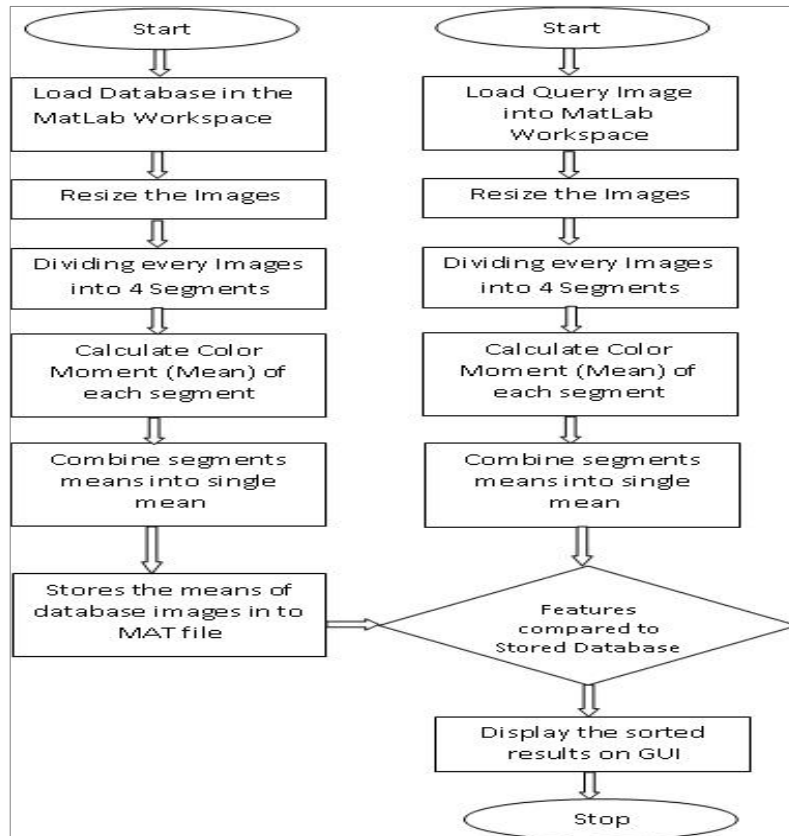 Start
Load Database in the
MatLab Workspace
Resize the Images
Dividing every Images
into 4 Segments
Calculate Color
Moment (Mean) of
each segment
Combine segments
means into single
mean
Stores the means of
database images in to
MAT file
Start
Load Query Image
into MatLab
Workspace
Resize the Images
Dividing every Images
into 4 Segments
Calculate Color
Moment (Mean) of
each segment
Combine segments
means into single
mean
Features
compared to
Stored Database
Display the sorted
results on GUI
Stop